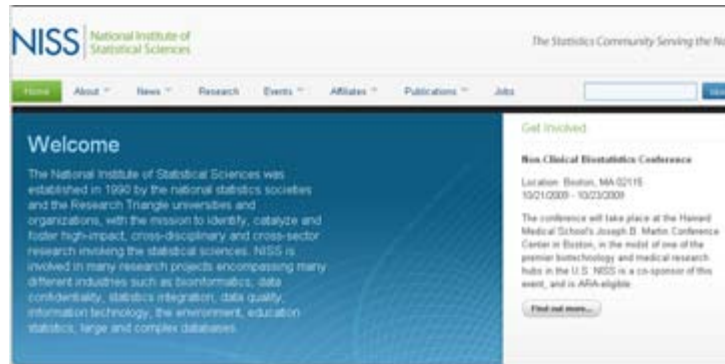 NISS National Institute of
Statistical Sciences
The Statistics Community Serving the Na
Home About News Research Events Affiliates Publications Jobs
Welcome
The National Institute of Statistical Sciences was
established in 1990 by the national statistics societies
and the Research Triangle universities and
organizations, with the mission to identify, catalyze and
foster high-impact, cross-disciplinary and cross-sector
research involving the statistical sciences. NISS is
involved in many research projects encompassing many
different industries such as bioinformatics, data
confidentiality, statistics integration, data quality,
information technology, the environment, education
statistics, large and complex databases.
Get Involved
Non-Clinical Biostatistics Conference
Location: Boston, MA 02115
10/21/2009 - 10/23/2009
The conference will take place at the Harvard
Medical School's Joseph B. Martin Conference
Center in Boston, in the midst of one of the
premier biotechnology and medical research
hubs in the U.S. NISS is a co-sponsor of this
event, and is ARA-eligible.
Find out more...